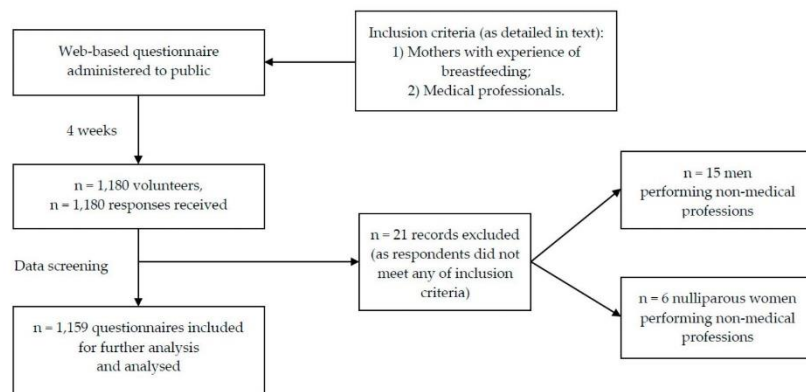 Web-based questionnaire
administered to public
Inclusion criteria (as detailed in text):
1) Mothers with experience of
breastfeeding;
2) Medical professionals.
4 weeks
n = 1,180 volunteers,
n = 1,180 responses received
Data screening
n = 21 records excluded
(as respondents did not
meet any of inclusion
criteria)
n = 15 men
performing non-medical
professions
n = 6 nulliparous women
performing non-medical
professions
n = 1,159 questionnaires included
for further analysis
and analysed